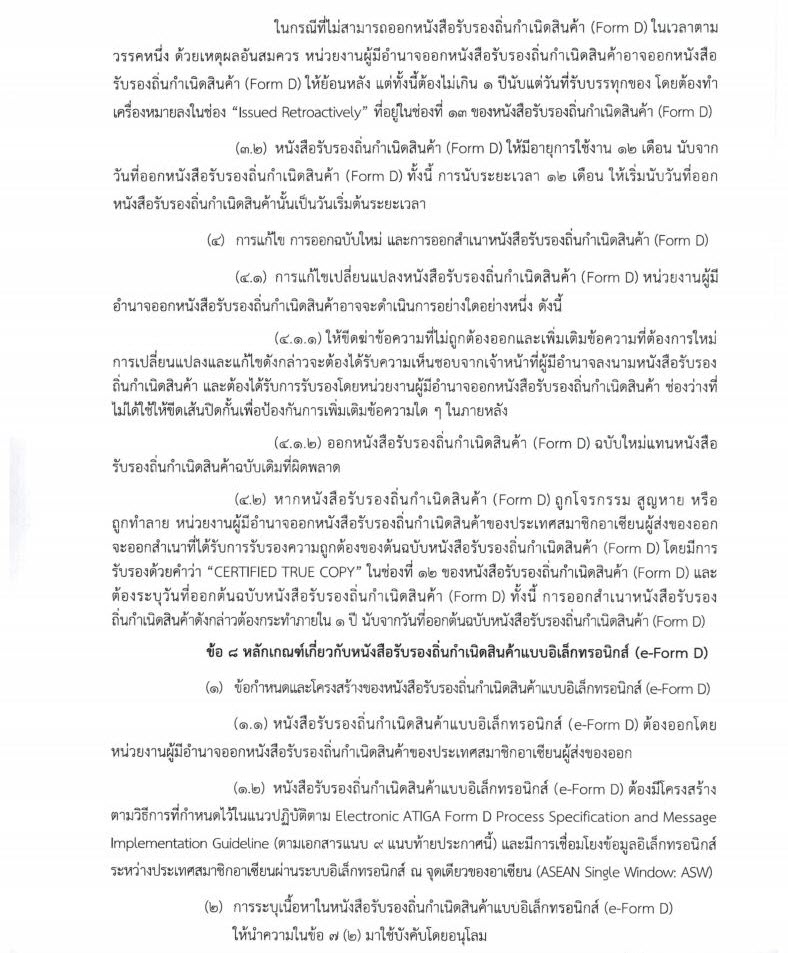 ในกรณีที่ไม่สามารถออกหนังสือรับรองถิ่นกำเนิดสินค้า (Form D) ในเวลาตาม
วรรคหนึ่ง ด้วยเหตุผลอันสมควร หน่วยงานผู้มีอำนาจออกหนังสือรับรองถิ่นกำเนิดสินค้าอาจออกหนังสือ
รับรองถิ่นกำเนิดสินค้า (Form D) ให้ย้อนหลัง แต่ทั้งนี้ต้องไม่เกิน ๑ ปีนับแต่วันที่รับบรรทุกของ โดยต้องทำ
เครื่องหมายลงในช่อง “Issued Retroactively” ที่อยู่ในช่องที่ ๑๓ ของหนังสือรับรองถิ่นกำเนิดสินค้า (Form D)
(๓.๒) หนังสือรับรองถิ่นกำเนิดสินค้า (Form D) ให้มีอายุการใช้งาน ๑๒ เดือน นับจาก
วันที่ออกหนังสือรับรองถิ่นกำเนิดสินค้า (Form D) ทั้งนี้ การนับระยะเวลา ๑๒ เดือน ให้เริ่มนับวันที่ออก
หนังสือรับรองถิ่นกำเนิดสินค้านั้นเป็นวันเริ่มต้นระยะเวลา
(๔) การแก้ไข การออกฉบับใหม่ และการออกสำเนาหนังสือรับรองถิ่นกำเนิดสินค้า (Form D)
(๔.๑) การแก้ไขเปลี่ยนแปลงหนังสือรับรองถิ่นกำเนิดสินค้า (Form D) หน่วยงานผู้มี
อำนาจออกหนังสือรับรองถิ่นกำเนิดสินค้าอาจจะดำเนินการอย่างใดอย่างหนึ่ง ดังนี้
(๔.๑.๑) ให้ขีดฆ่าข้อความที่ไม่ถูกต้องออกและเพิ่มเติมข้อความที่ต้องการใหม่
การเปลี่ยนแปลงและแก้ไขดังกล่าวจะต้องได้รับความเห็นชอบจากเจ้าหน้าที่ผู้มีอำนาจลงนามหนังสือรับรอง
ถิ่นกำเนิดสินค้า และต้องได้รับการรับรองโดยหน่วยงานผู้มีอำนาจออกหนังสือรับรองถิ่นกำเนิดสินค้า ช่องว่างที่
ไม่ได้ใช้ให้ขีดเส้นปิดกั้นเพื่อป้องกันการเพิ่มเติมข้อความใด ๆ ในภายหลัง
(๔.๑.๒) ออกหนังสือรับรองถิ่นกำเนิดสินค้า (Form D) ฉบับใหม่แทนหนังสือ
รับรองถิ่นกำเนิดสินค้าฉบับเดิมที่ผิดพลาด
(๔.๒) หากหนังสือรับรองถิ่นกำเนิดสินค้า (Form D) ถูกโจรกรรม สูญหาย หรือ
ถูกทำลาย หน่วยงานผู้มีอำนาจออกหนังสือรับรองถิ่นกำเนิดสินค้าของประเทศสมาชิกอาเซียนผู้ส่งของออก
จะออกสำเนาที่ได้รับการรับรองความถูกต้องของต้นฉบับหนังสือรับรองถิ่นกำเนิดสินค้า (Form D) โดยมีการ
รับรองด้วยคำว่า “CERTIFIED TRUE COPY” ในช่องที่ ๑๒ ของหนังสือรับรองถิ่นกำเนิดสินค้า (Form D) และ
ต้องระบุวันที่ออกต้นฉบับหนังสือรับรองถิ่นกำเนิดสินค้า (Form D) ทั้งนี้ การออกสำเนาหนังสือรับรอง
ถิ่นกำเนิดสินค้าดังกล่าวต้องกระทำภายใน ๑ ปี นับจากวันที่ออกต้นฉบับหนังสือรับรองถิ่นกำเนิดสินค้า (Form D)
ข้อ ๘ หลักเกณฑ์เกี่ยวกับหนังสือรับรองถิ่นกำเนิดสินค้าแบบอิเล็กทรอนิกส์ (e-Form D)
(๑) ข้อกำหนดและโครงสร้างของหนังสือรับรองถิ่นกำเนิดสินค้าแบบอิเล็กทรอนิกส์ (e-Form D)
(๑.๑) หนังสือรับรองถิ่นกำเนิดสินค้าแบบอิเล็กทรอนิกส์ (e-Form D) ต้องออกโดย
หน่วยงานผู้มีอำนาจออกหนังสือรับรองถิ่นกำเนิดสินค้าของประเทศสมาชิกอาเซียนผู้ส่งของออก
(๑.๒) หนังสือรับรองถิ่นกำเนิดสินค้าแบบอิเล็กทรอนิกส์ (e-Form D) ต้องมีโครงสร้าง
ตามวิธีการที่กำหนดไว้ในแนวปฏิบัติตาม Electronic ATIGA Form D Process Specification and Message
Implementation Guideline (ตามเอกสารแนบ ๙ แนบท้ายประกาศนี้) และมีการเชื่อมโยงข้อมูลอิเล็กทรอนิกส์
ระหว่างประเทศสมาชิกอาเซียนผ่านระบบอิเล็กทรอนิกส์ ณ จุดเดียวของอาเซียน (ASEAN Single Window: ASW)
(๒) การระบุเนื้อหาในหนังสือรับรองถิ่นกำเนิดสินค้าแบบอิเล็กทรอนิกส์ (e-Form D)
ให้นำความในข้อ ๗ (๒) มาใช้บังคับโดยอนุโลม